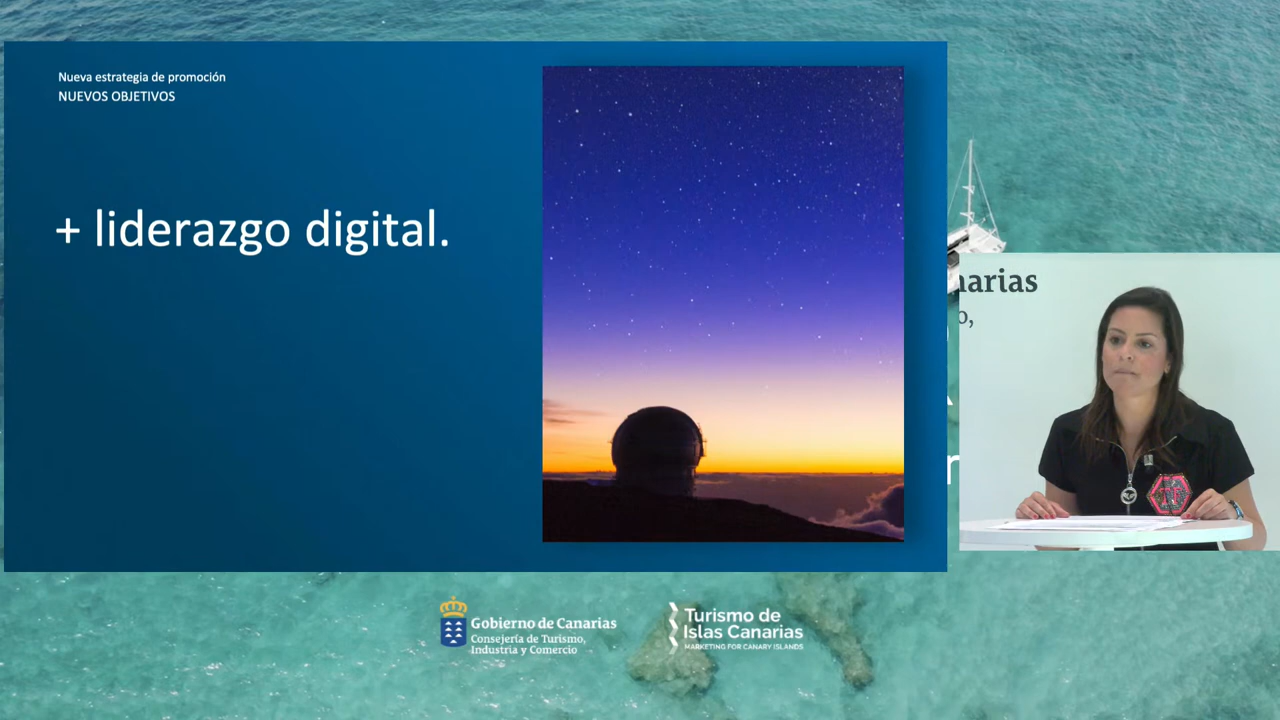 Nueva estrategia de promoción
NUEVOS OBJETIVOS
+ liderazgo digital.
narias
o,
Gobierno de Canarias
Consejería de Turismo,
Industria y Comercio
Turismo de
Islas Canarias
MARKETING FOR CANARY ISLANDS